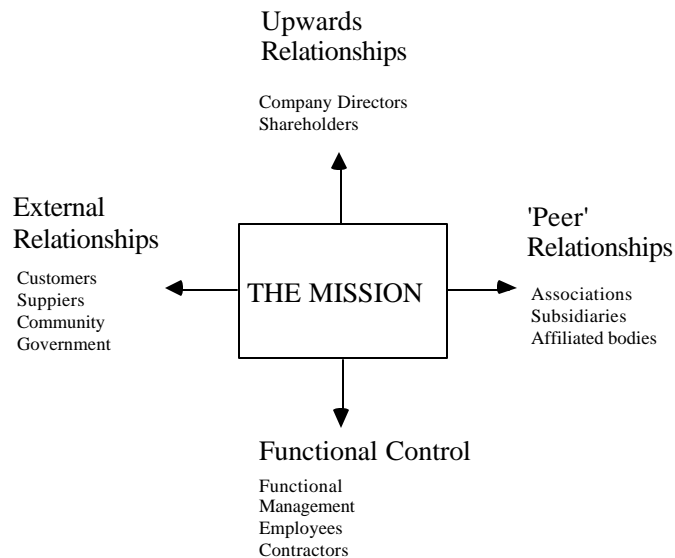 Upwards
Relationships
Company Directors
Shareholders
External
Relationships
Customers
Suppiers
Community
Government
THE MISSION
'Peer'
Relationships
Associations
Subsidiaries
Affiliated bodies
Functional Control
Functional
Management
Employees
Contractors